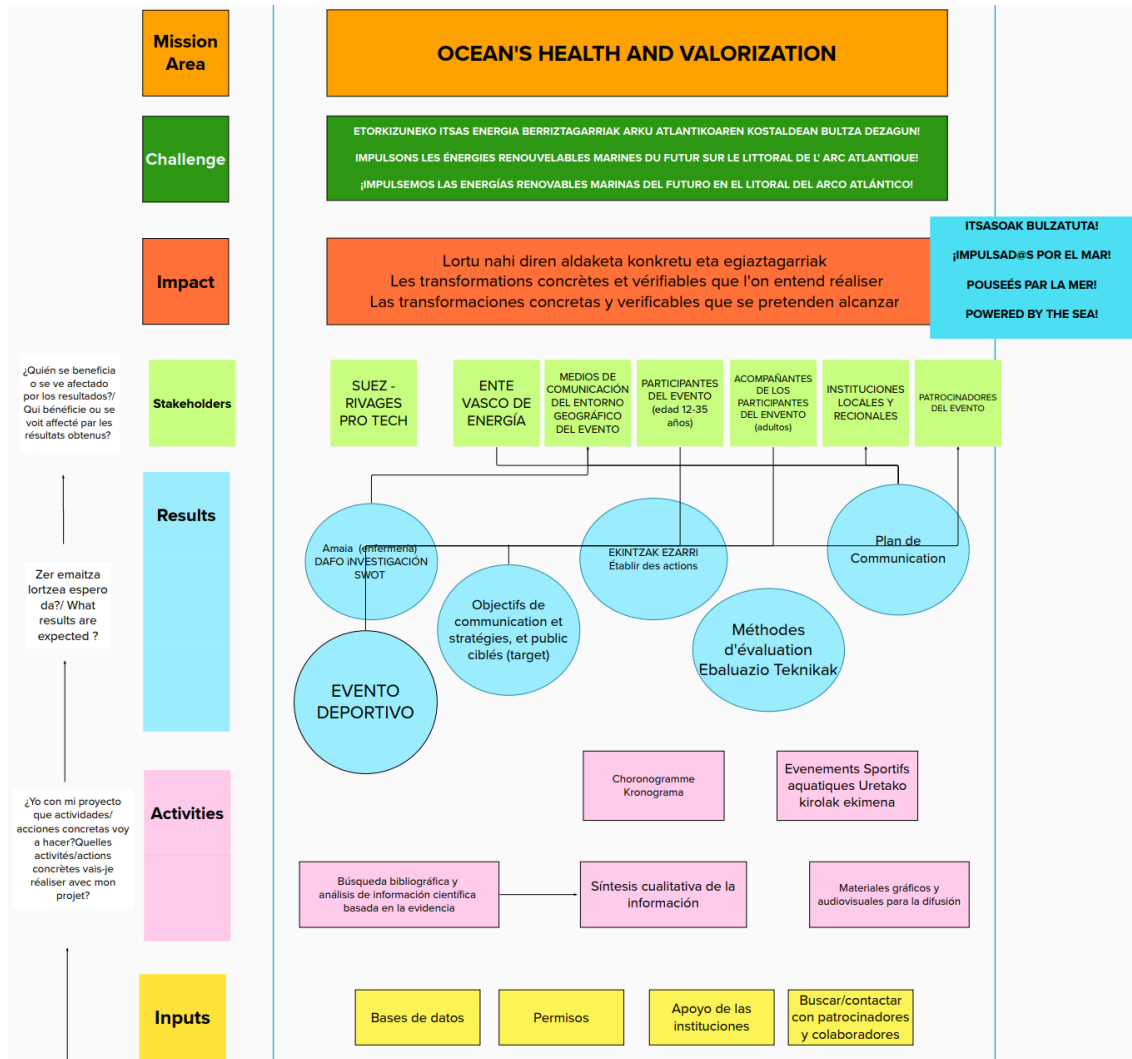 Mission
Area
OCEAN'S HEALTH AND VALORIZATION
Challenge
ETORKIZUNEKO ITSAS ENERGIA BERRIZTAGARRIAK ARKU ATLANTIKOAREN KOSTALDEAN BULTZA DEZAGUN!
IMPULSONS LES ÉNERGIES RENOUVELABLES MARINES DU FUTUR SUR LE LITTORAL DE L' ARC ATLANTIQUE!
¡IMPULSEMOS LAS ENERGÍAS RENOVABLES MARINAS DEL FUTURO EN EL LITORAL DEL ARCO ATLÁNTICO!
Impact
Lortu nahi diren aldaketa konkretu eta egiaztagarriak
Les transformations concrètes et vérifiables que l'on entend réaliser
Las transformaciones concretas y verificables que se pretenden alcanzar
ITSASOAK BULZATUTA!
¡IMPULSAD@S POR EL MAR!
POUSEÉS PAR LA MER!
POWERED BY THE SEA!
¿Quién se beneficia
o se ve afectado
por los resultados?/
Qui bénéficie ou se
voit affecté par les
résultats obtenus?
Stakeholders
SUEZ -
RIVAGES
PRO TECH
ENTE
VASCO DE
ENERGÍA
MEDIOS DE
COMUNICACIÓN
DEL ENTORNO
GEOGRÁFICO
DEL EVENTO
PARTICIPANTES
DEL EVENTO
(edad 12-35
años)
ACOMPAÑANTES
DE LOS
PARTICIPANTES
DEL ENVENTO
(adultos)
INSTITUCIONES
LOCALES Y
RECIONALES
PATROCINADORES
DEL EVENTO
Results
Zer emaitza
lortzea espero
da?/ What
results are
expected ?
Amaia (enfermería)
DAFO iNVESTIGACIÓN
SWOT
EKINTZAK EZARRI
Établir des actions
Plan de
Communication
Objectifs de
communication et
stratégies, et public
ciblés (target)
Méthodes
d'évaluation
Ebaluazio Teknikak
EVENTO
DEPORTIVO
Activities
¿Yo con mi proyecto
que actividades/
acciones concretas voy
a hacer?Quelles
activités/actions
concrètes vais-je
réaliser avec mon
projet?
Choronogramme
Kronograma
Evenements Sportifs
aquatiques Uretako
kirolak ekimena
Búsqueda bibliográfica y
análisis de información científica
basada en la evidencia
Síntesis cualitativa de la
información
Materiales gráficos y
audiovisuales para la difusión
Inputs
Bases de datos
Permisos
Apoyo de las
instituciones
Buscar/contactar
con patrocinadores
y colaboradores